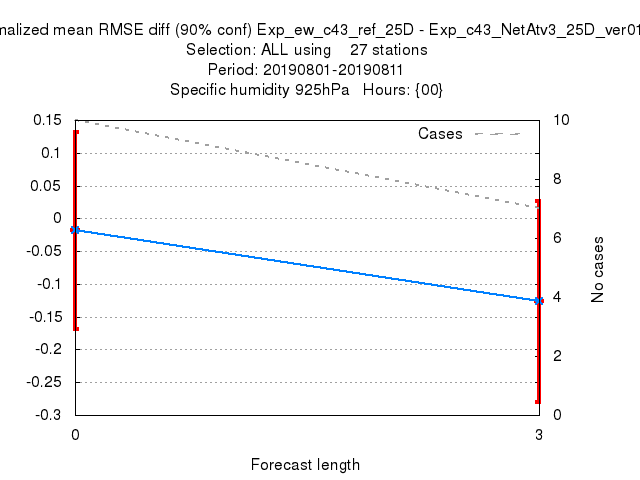 malized mean RMSE diff (90% conf) Exp_ew_c43_ref_25D - Exp_c43_NetAtv3_25D_ver01
Selection: ALL using 27 stations
Period: 20190801-20190811
Specific humidity 925hPa Hours: {00}
Cases
0.15
0.1
0.05
0
-0.05
-0.1
-0.15
-0.2
-0.25
-0.3
10
8
6
4
2
0
No cases
0 3
Forecast length